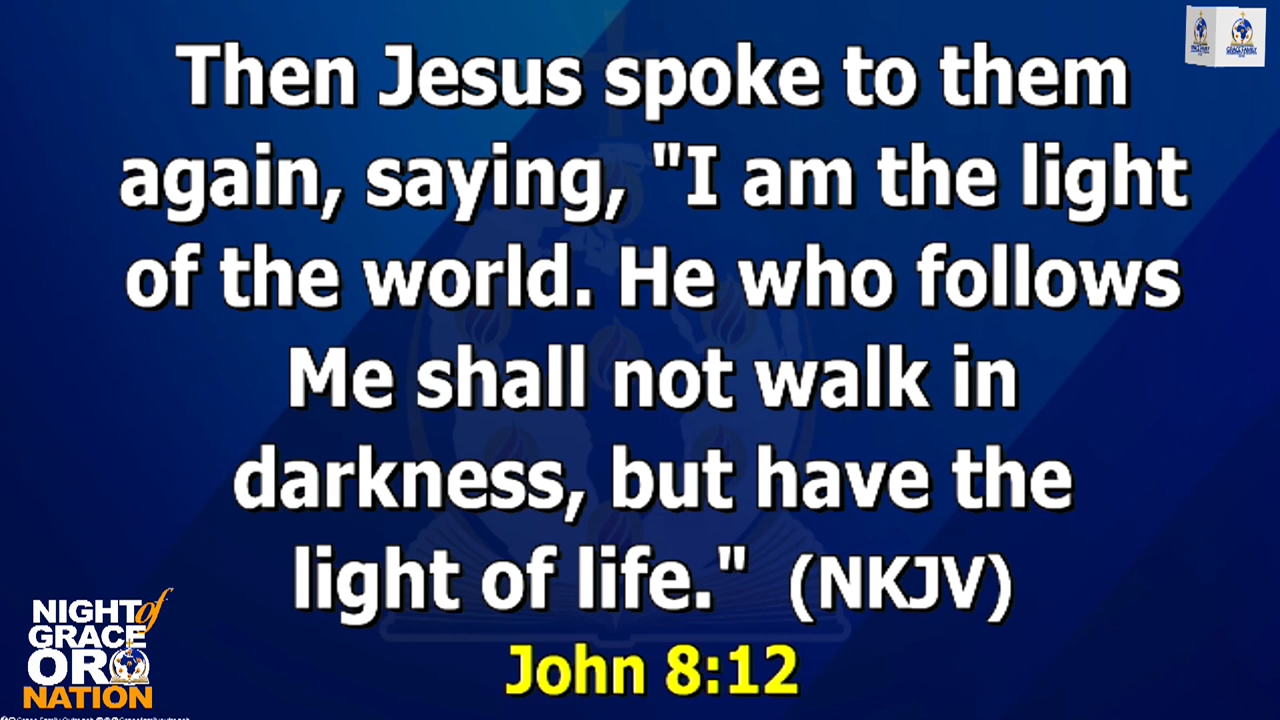 Then Jesus spoke to them
again, saying, "I am the light
of the world. He who follows
Me shall not walk in
darkness, but have the
light of life." (NKJV)
John 8:12
NIGHT of
GRACE
ORO
NATION